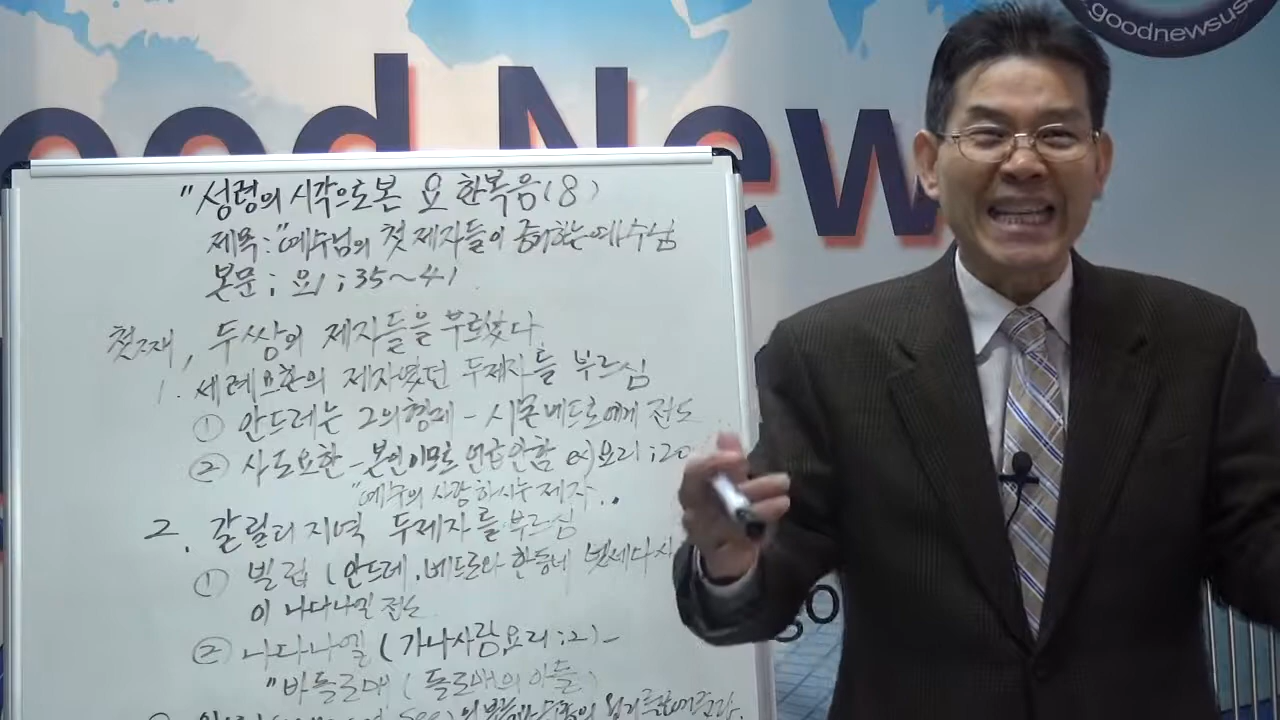 goodnewsusa
Good New
"성령의 시각으로 본 요한복음(8)
제목:"예수님의 첫 제자들이 증거하는 예수님
본문; 요1;35~41
첫째, 두쌍의 제자들을 부르셨다
1. 세례요한의 제자였던 두제자를 부르심
① 안드레는 그의형제 - 시몬베드로에게 전도
② 사도요한 - 본인이므로 언급안함 요21;20
"예수의 사랑하시는 제자..
2. 갈릴리지역 두제자를 부르심
① 빌립 (안드레,베드로와 한동네 벳세다
이 나다나엘 전도
② 나다나엘 (가나사람,요21;2)-
"바돌로매 (돌로매의 아들)
go